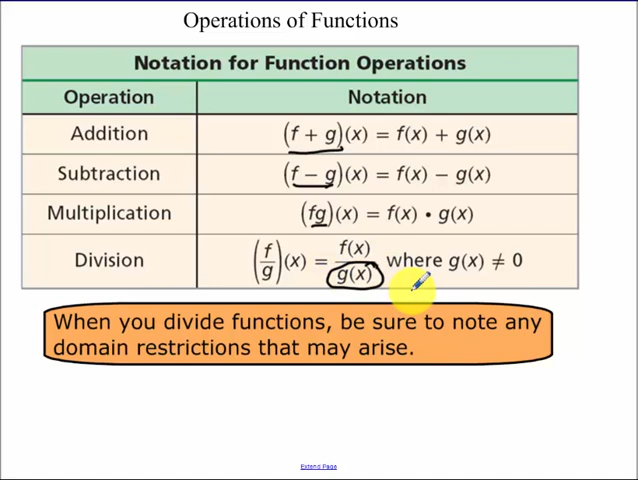 Operations of Functions
Notation for Function Operations
Operation Notation
Addition (f + g)(x) = f(x) + g(x)
Subtraction (f − g)(x) = f(x) − g(x)
Multiplication (fg)(x) = f(x) • g(x)
Division (f/g)(x) = f(x)/g(x) where g(x) ≠ 0
When you divide functions, be sure to note any
domain restrictions that may arise.
Extend Page